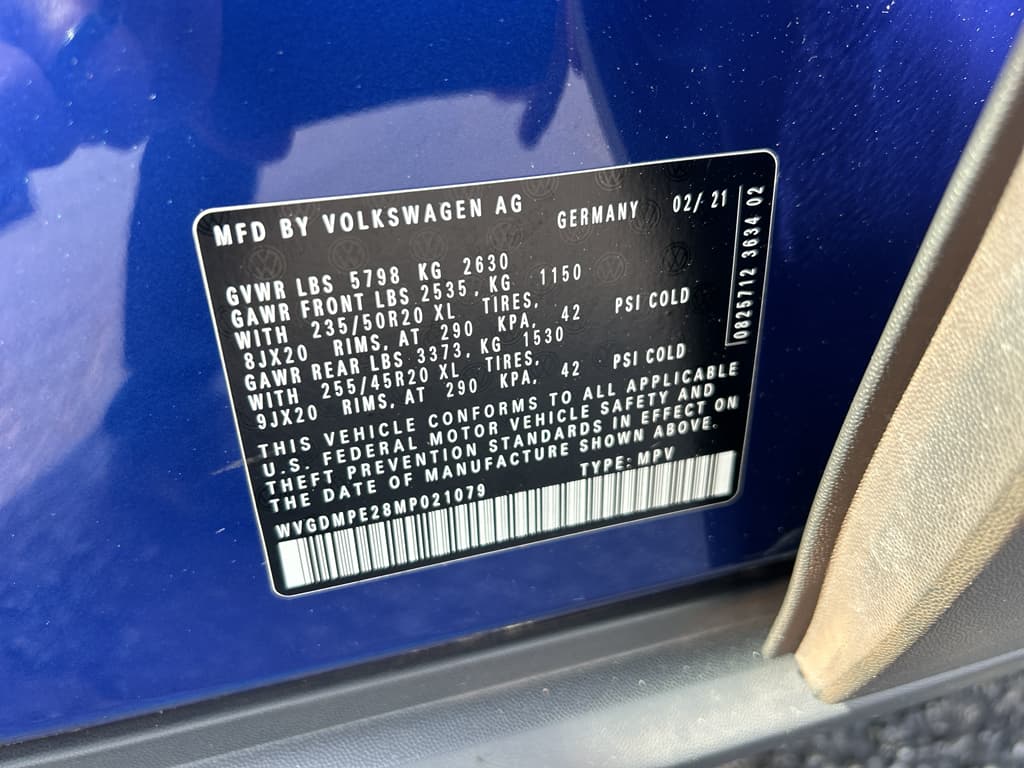 MFD BY VOLKSWAGEN AG GERMANY 02/ 21
GVWR LBS 5798 KG 2630
GAWR FRONT LBS 2535, KG 1150
WITH 235/50R20 XL TIRES,
8JX20 RIMS, AT 290 KPA, 42 PSI COLD
GAWR REAR LBS 3373, KG 1530
WITH 255/45R20 XL TIRES,
9JX20 RIMS, AT 290 KPA, 42 PSI COLD
THIS VEHICLE CONFORMS TO ALL APPLICABLE
U.S. FEDERAL MOTOR VEHICLE SAFETY AND
THEFT PREVENTION STANDARDS IN EFFECT ON
THE DATE OF MANUFACTURE SHOWN ABOVE.
WVGDMPE28MP021079 TYPE: MPV
0825712 3634 02